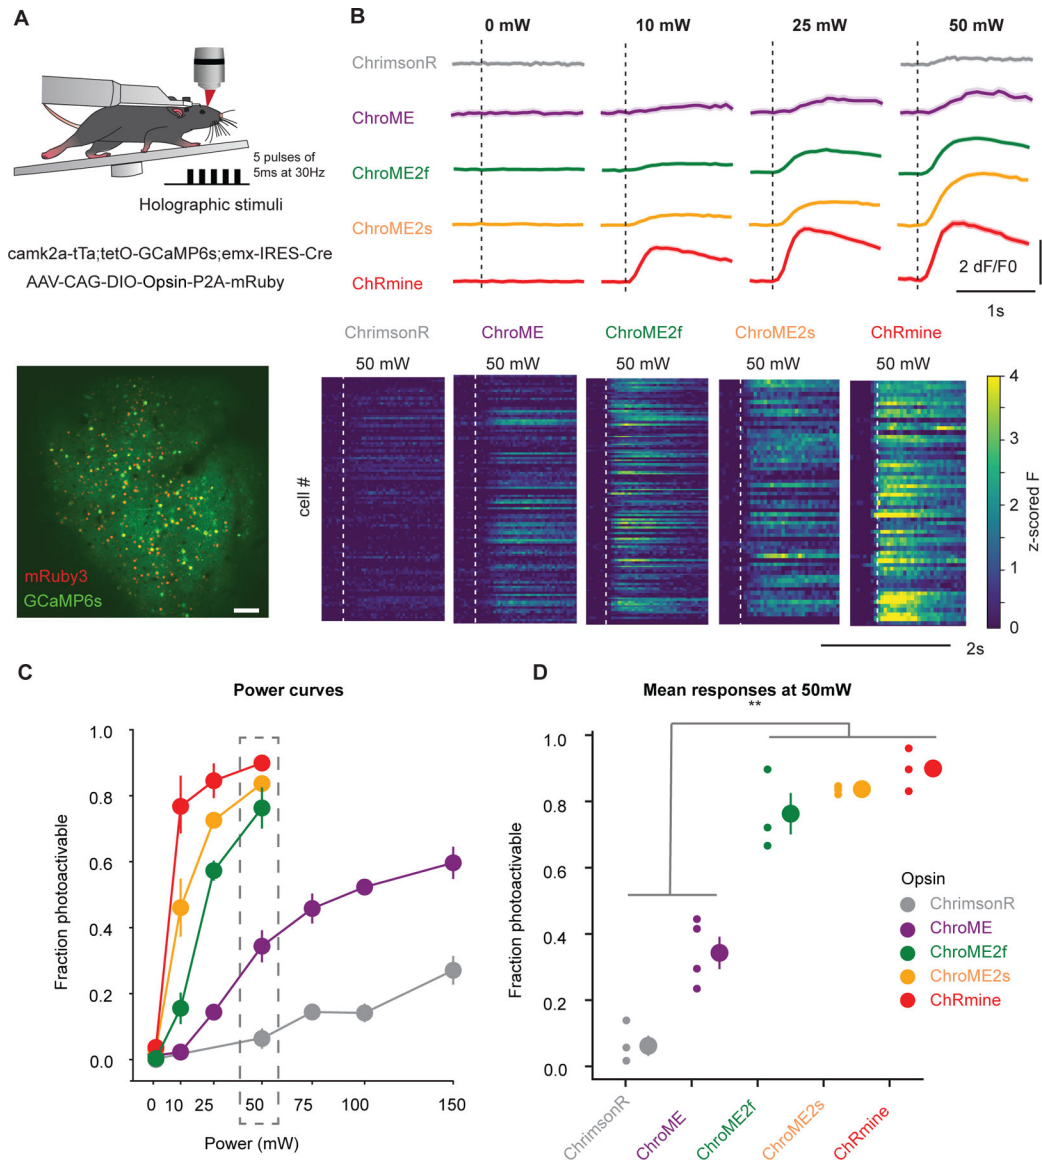 A
5 pulses of
5ms at 30Hz
Holographic stimuli
camk2a-tTa;tetO-GCaMP6s;emx-IRES-Cre
AAV-CAG-DIO-Opsin-P2A-mRuby
mRuby3
GCaMP6s
B
0 mW 10 mW 25 mW 50 mW
ChrimsonR
ChroME
ChroME2f
ChroME2s
ChRmine
2 dF/F0
1s
ChrimsonR ChroME ChroME2f ChroME2s ChRmine
50 mW 50 mW 50 mW 50 mW 50 mW
cell #
4
3
2
1
0
z-scored F
2s
C
Power curves
Fraction photoactivable
1.0
0.8
0.6
0.4
0.2
0.0
0 10 25 50 75 100 150
Power (mW)
D
Mean responses at 50mW
**
Fraction photoactivable
1.0
0.8
0.6
0.4
0.2
0.0
Opsin
ChrimsonR
ChroME
ChroME2f
ChroME2s
ChRmine
ChrimsonR ChroME ChroME2f ChroME2s ChRmine